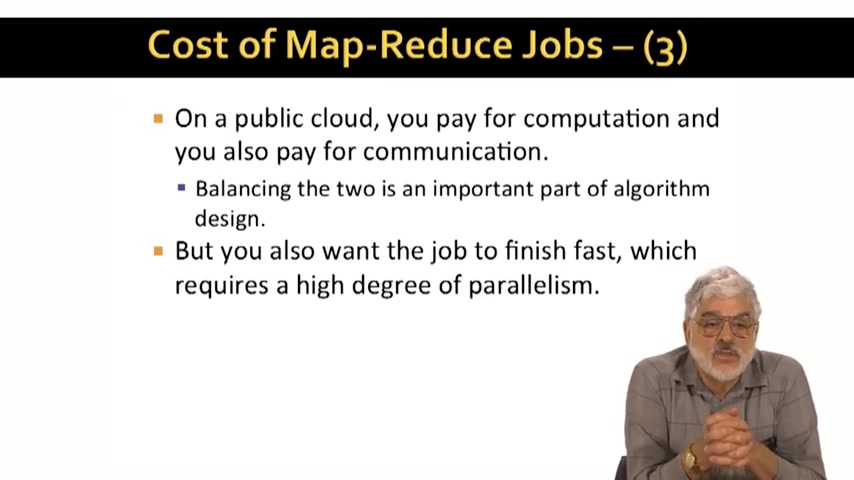 Cost of Map-Reduce Jobs – (3)
On a public cloud, you pay for computation and
you also pay for communication.
Balancing the two is an important part of algorithm
design.
But you also want the job to finish fast, which
requires a high degree of parallelism.